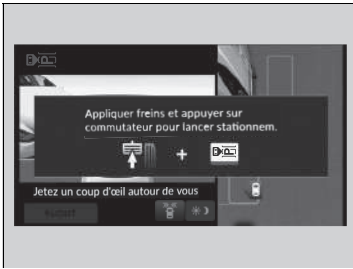 Appliquer freins et appuyer sur
commutateur pour lancer stationnem.
+
Jetez un coup d'œil autour de vous